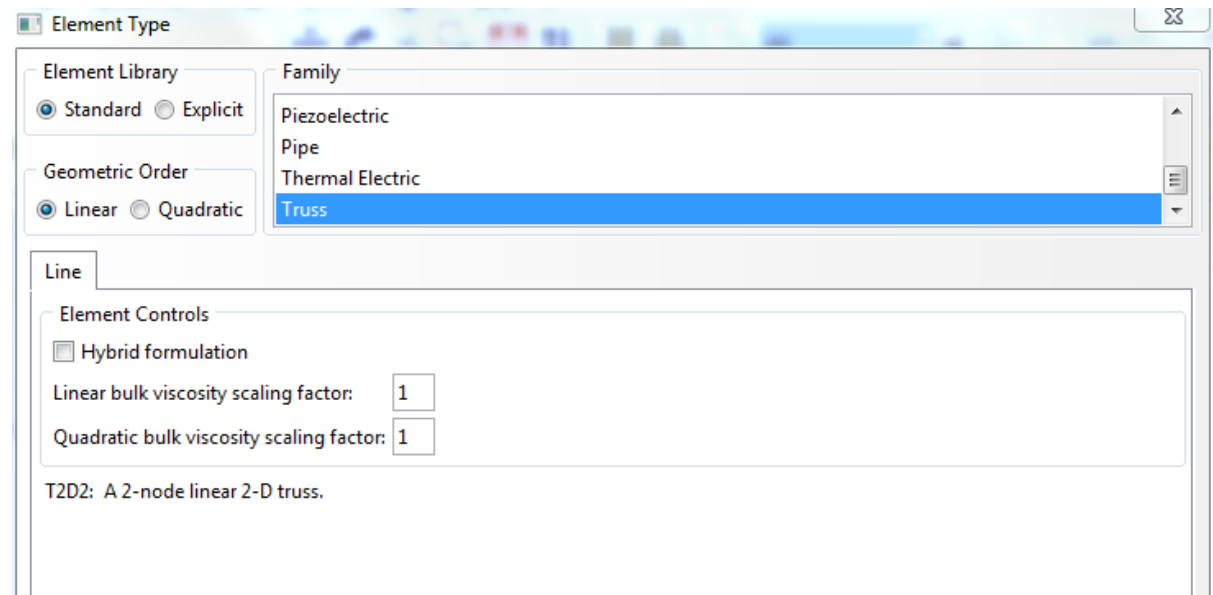 Element Type
Element Library
Standard Explicit
Family
Piezoelectric
Pipe
Thermal Electric
Truss
Geometric Order
Linear Quadratic
Line
Element Controls
Hybrid formulation
Linear bulk viscosity scaling factor: 1
Quadratic bulk viscosity scaling factor: 1
T2D2: A 2-node linear 2-D truss.